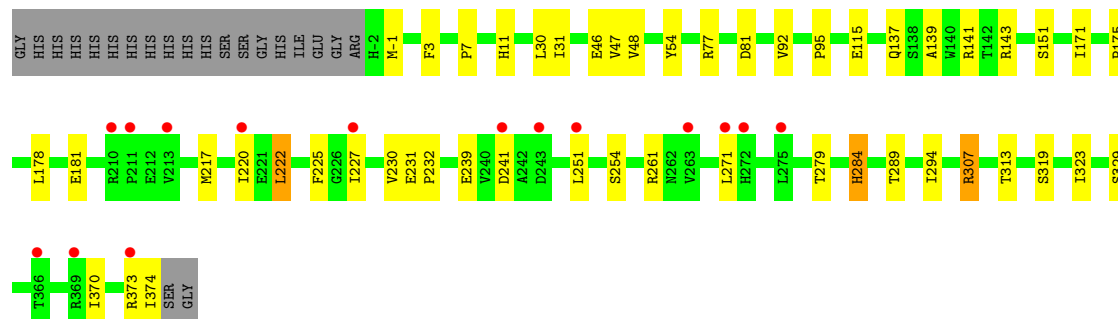 GLY HIS HIS HIS HIS HIS HIS HIS HIS HIS HIS SER SER GLY HIS ILE GLU GLY ARG H-2 M-1 F3 P7 H11 L30 I31 E46 V47 V48 Y54 R77 D81 V92 P95 E115 Q137 S138 A139 W140 R141 T142 R143 S151 I171
L178 E181 R210 P211 E212 V213 M217 I220 E221 L222 F225 G226 I227 V230 E231 P232 E239 V240 D241 A242 D243 L251 S254 R261 N262 V263 L271 H272 L275 T279 H284 T289 I294 R307 T313 S319 I323
T366 R369 I370 R373 I374 SER GLY